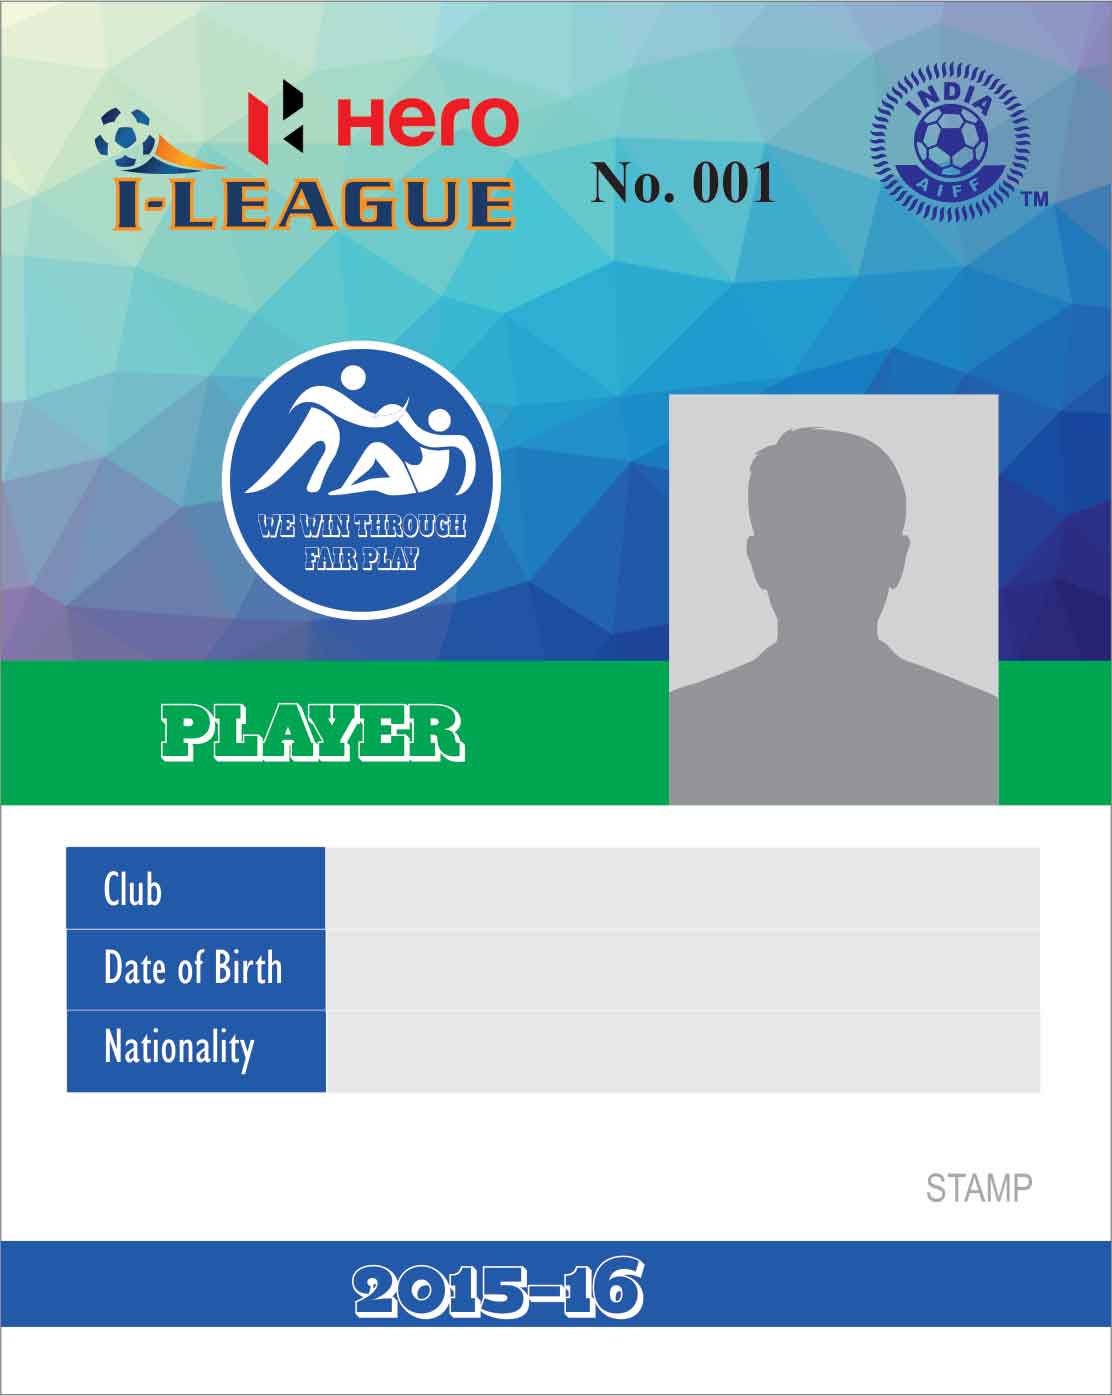 Hero
I-LEAGUE
No. 001
INDIA
AIFF
TM
WE WIN THROUGH
FAIR PLAY
PLAYER
Club
Date of Birth
Nationality
STAMP
2015-16